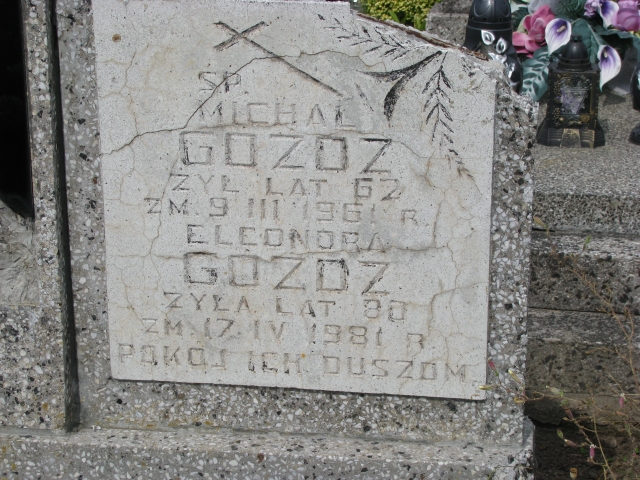 ŚP.
MICHAŁ
GOZDZ
ŻYŁ LAT 62
ZM. 9 III 1961 R.
ELEONORA
GOZDZ
ŻYŁA LAT 80
ZM. 17. IV 1981 R.
POKÓJ ICH DUSZOM